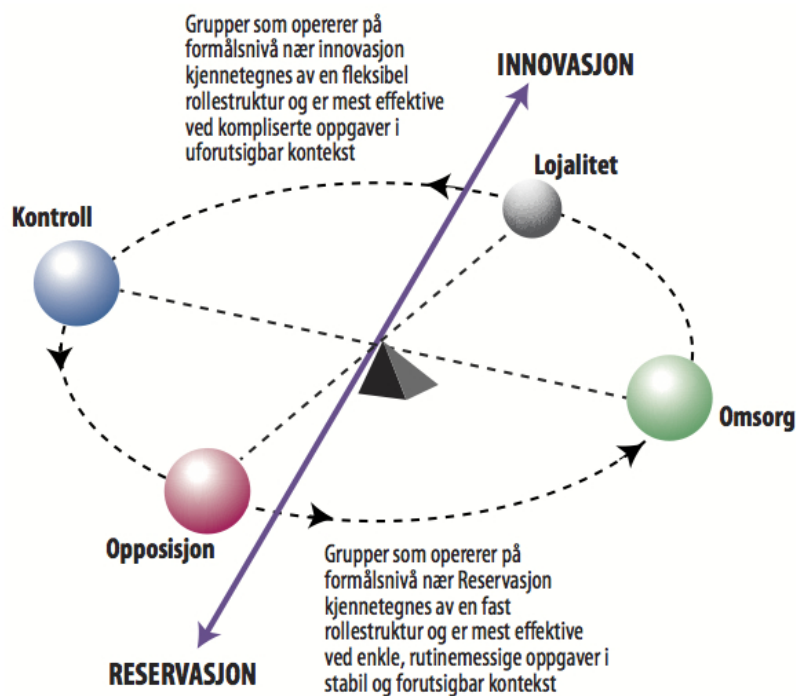 Grupper som opererer på
formålsnivå nær innovasjon
kjennetegnes av en fleksibel
rollestruktur og er mest effektive
ved kompliserte oppgaver i
uforutsigbar kontekst
INNOVASJON
Lojalitet
Kontroll
Omsorg
Opposisjon
Grupper som opererer på
formålsnivå nær Reservasjon
kjennetegnes av en fast
rollestruktur og er mest effektive
ved enkle, rutinemessige oppgaver i
stabil og forutsigbar kontekst
RESERVASJON